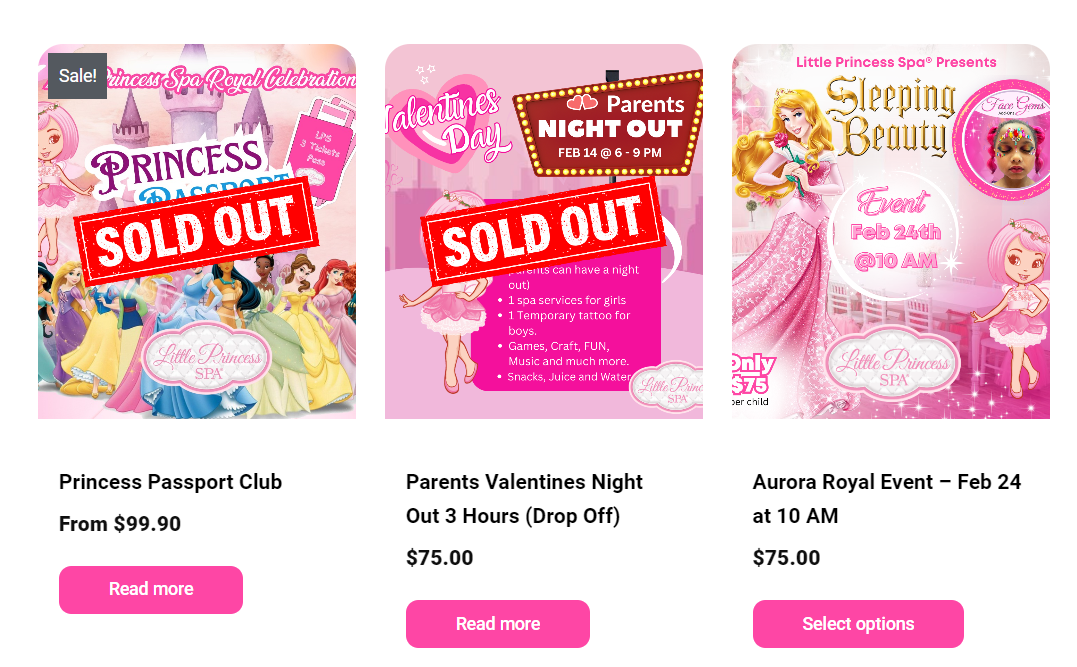 Sale!
Princess Spa Royal Celebration
LPS
3 Tickets
Pass
PRINCESS
PASSPORT
SOLD OUT
Little Princess
SPA
Valentines
Day
Parents
NIGHT OUT
FEB 14 @ 6 - 9 PM
SOLD OUT
parents can have a night
out)
• 1 spa services for girls
• 1 Temporary tattoo for
boys.
• Games, Craft, FUN,
Music and much more.
• Snacks, Juice and Water
Little Princ
SPA
Little Princess Spa® Presents
Sleeping
Beauty
Face Gems
Event
Feb 24th
@10 AM
Only
$75
per child
Little Princess
SPA
Princess Passport Club
From $99.90
Read more
Parents Valentines Night
Out 3 Hours (Drop Off)
$75.00
Read more
Aurora Royal Event – Feb 24
at 10 AM
$75.00
Select options